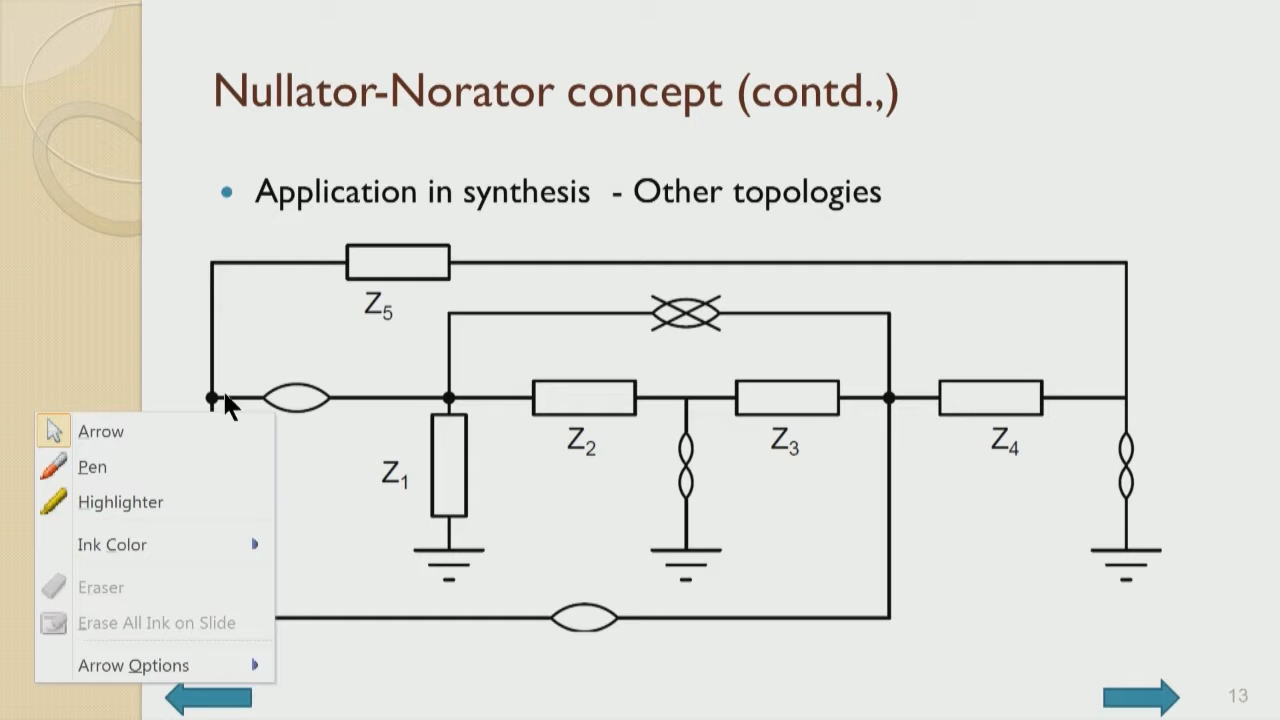 Nullator-Norator concept (contd.,)
• Application in synthesis - Other topologies
Z5
Z2
Z3
Z4
Z1
Arrow
Pen
Highlighter
Ink Color
Eraser
Erase All Ink on Slide
Arrow Options
13